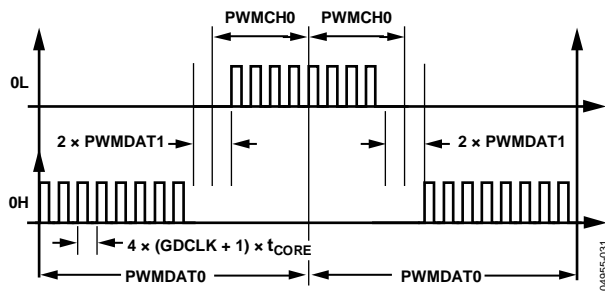 PWMCH0 PWMCH0
0L
2 × PWMDAT1 2 × PWMDAT1
0H
4 × (GDCLK + 1) × tCORE
PWMDAT0 PWMDAT0
04955-031